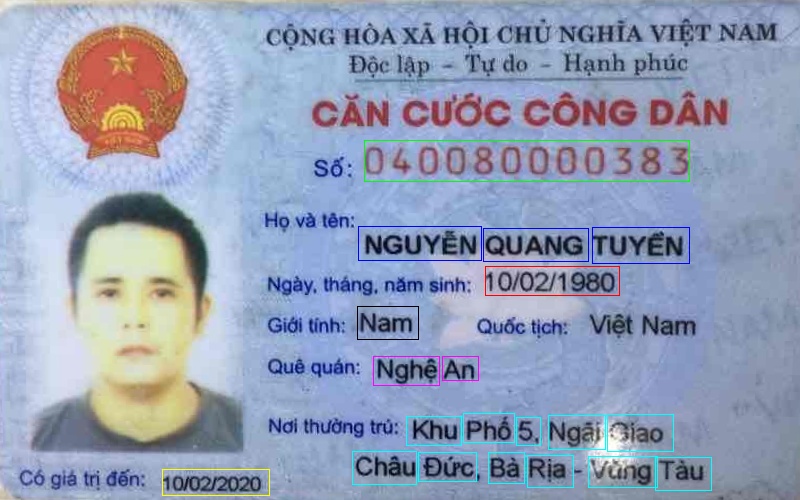 CỘNG HÒA XÃ HỘI CHỦ NGHĨA VIỆT NAM
Độc lập - Tự do - Hạnh phúc
CĂN CƯỚC CÔNG DÂN
Số: 040080000383
Họ và tên:
NGUYỄN QUANG TUYỂN
Ngày, tháng, năm sinh: 10/02/1980
Giới tính: Nam Quốc tịch: Việt Nam
Quê quán: Nghệ An
Nơi thường trú: Khu Phố 5, Ngãi Giao
Châu Đức, Bà Rịa - Vũng Tàu
Có giá trị đến: 10/02/2020